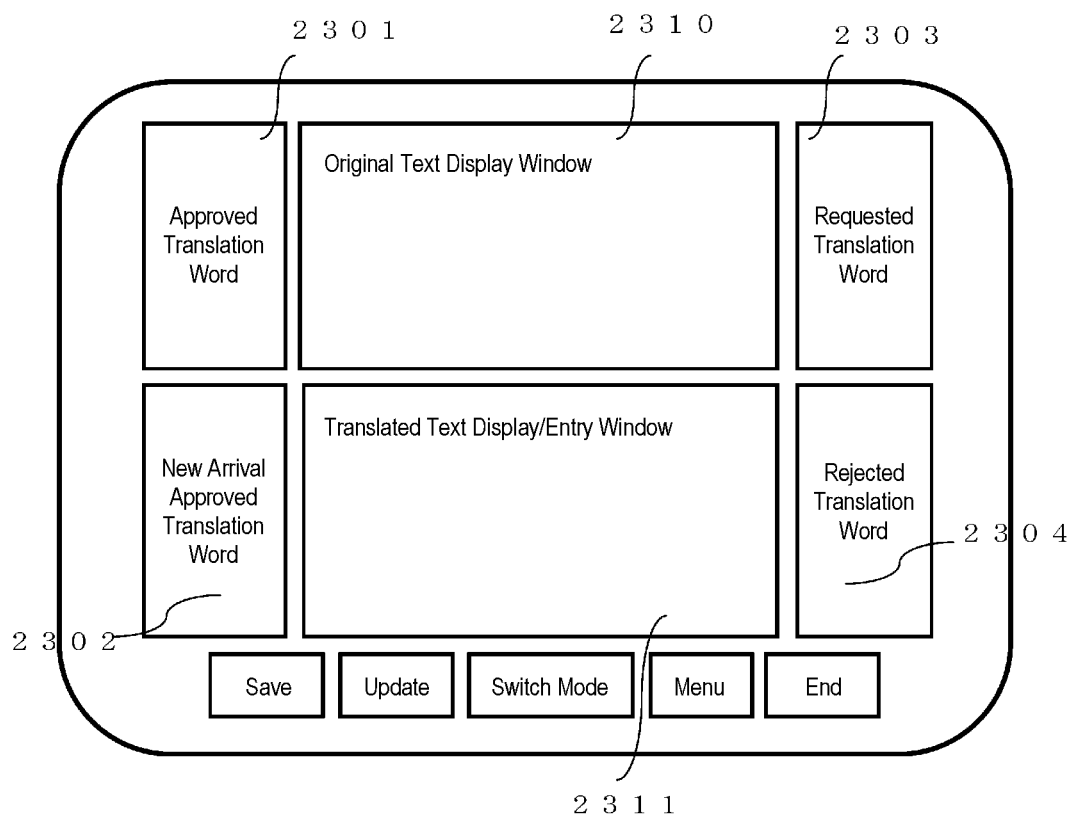 2301
2310
2303
Original Text Display Window
Approved
Translation
Word
Requested
Translation
Word
Translated Text Display/Entry Window
New Arrival
Approved
Translation
Word
Rejected
Translation
Word
2304
2302
Save
Update
Switch Mode
Menu
End
2311